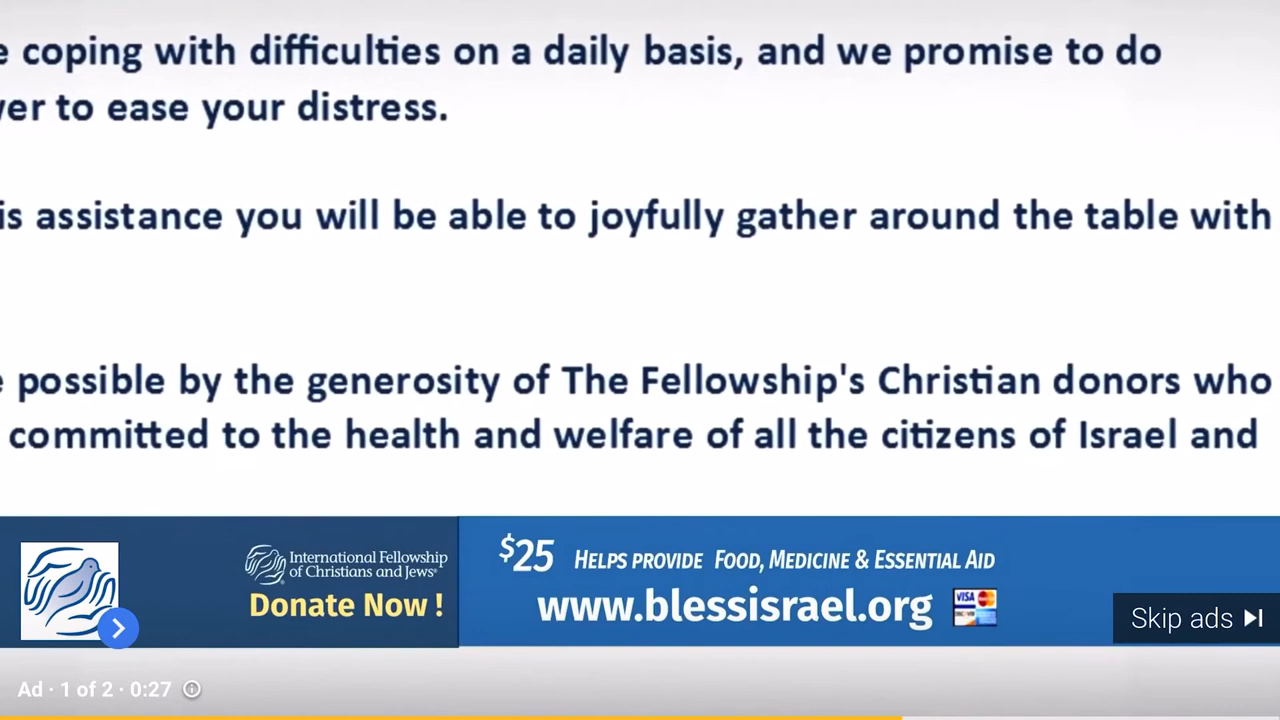 coping with difficulties on a daily basis, and we promise to do
to ease your distress.
is assistance you will be able to joyfully gather around the table with
possible by the generosity of The Fellowship's Christian donors who
committed to the health and welfare of all the citizens of Israel and
International Fellowship
of Christians and Jews®
Donate Now !
$25 HELPS PROVIDE FOOD, MEDICINE & ESSENTIAL AID
www.blessisrael.org
VISA
Skip ads
Ad · 1 of 2 · 0:27